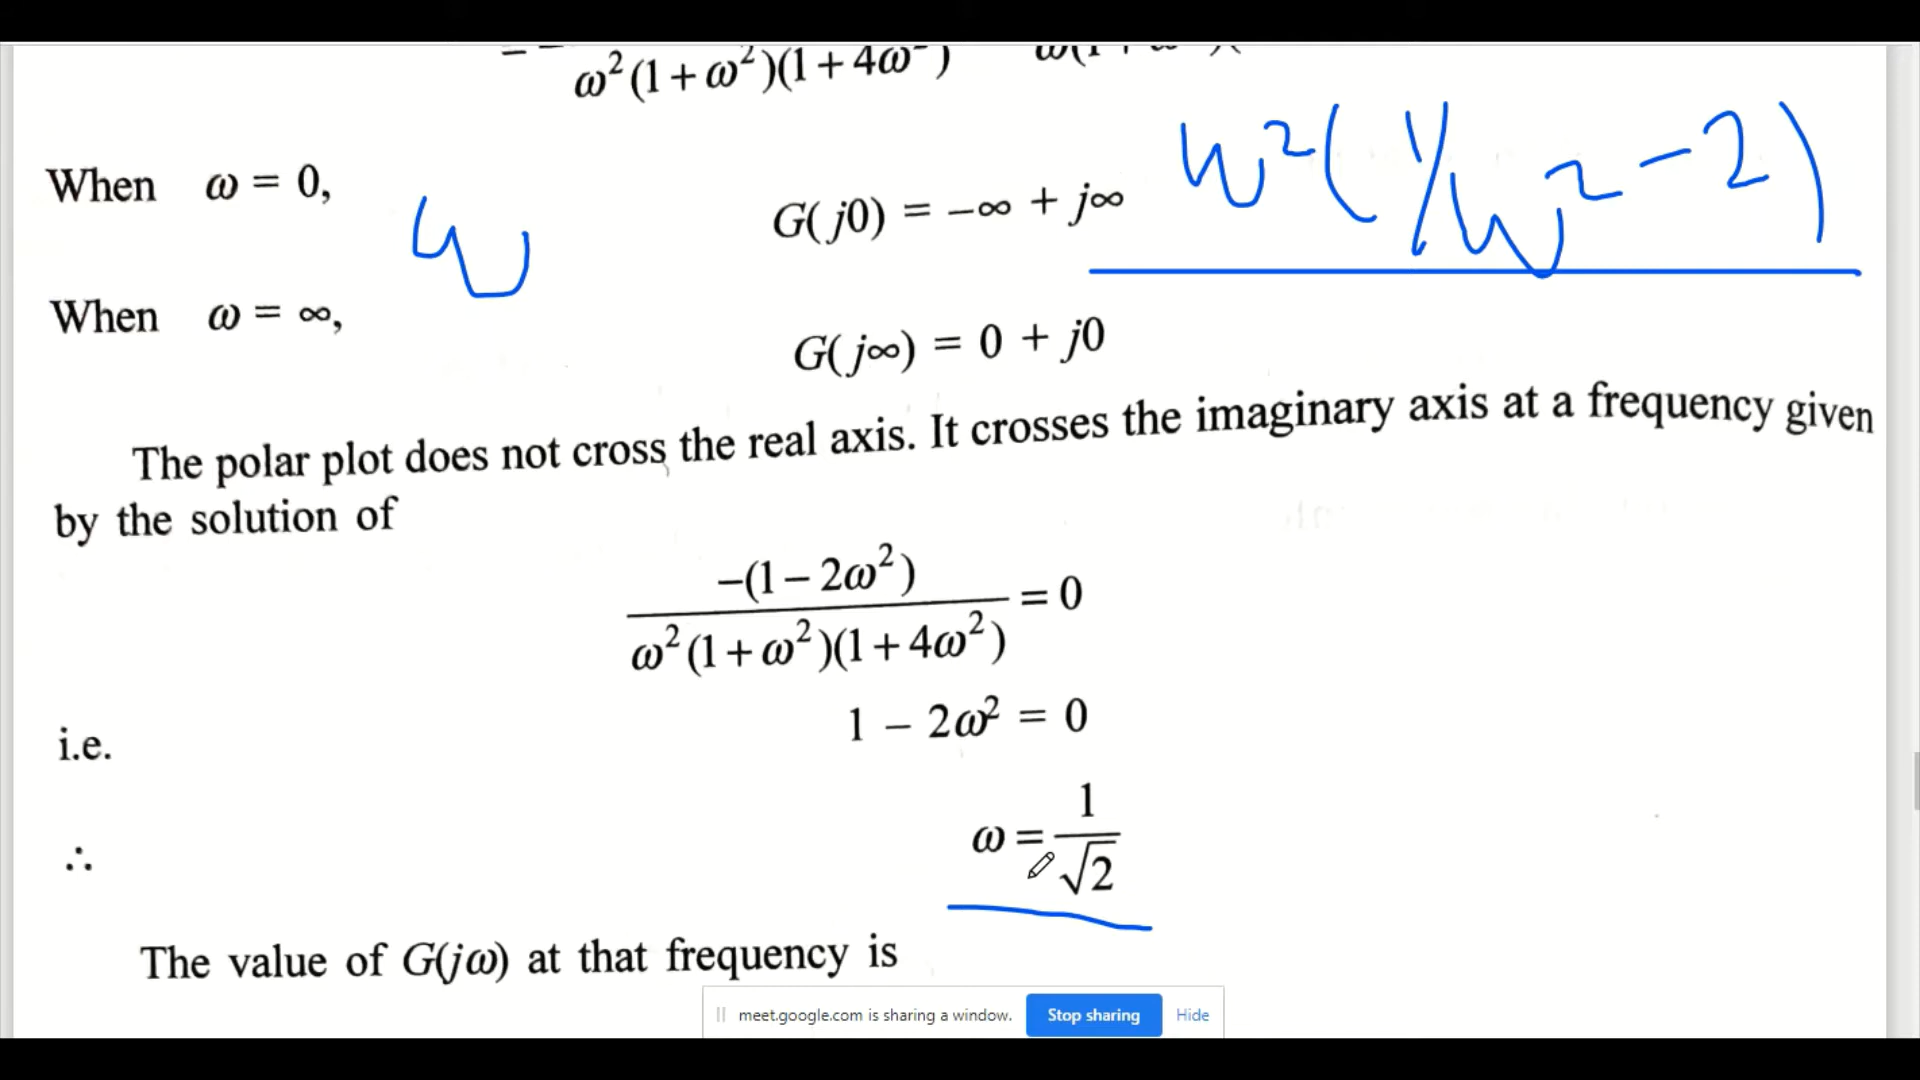 ω²(1+ω²)(1+4ω²)
ω²(1/ω²-2)
When ω = 0,
ω
G(j0) = -∞ + j∞
When ω = ∞,
G(j∞) = 0 + j0
The polar plot does not cross the real axis. It crosses the imaginary axis at a frequency given
by the solution of
-(1-2ω²)
ω²(1+ω²)(1+4ω²) = 0
i.e.
1 - 2ω² = 0
∴
ω = 1/√2
The value of G(jω) at that frequency is
meet.google.com is sharing a window. Stop sharing Hide